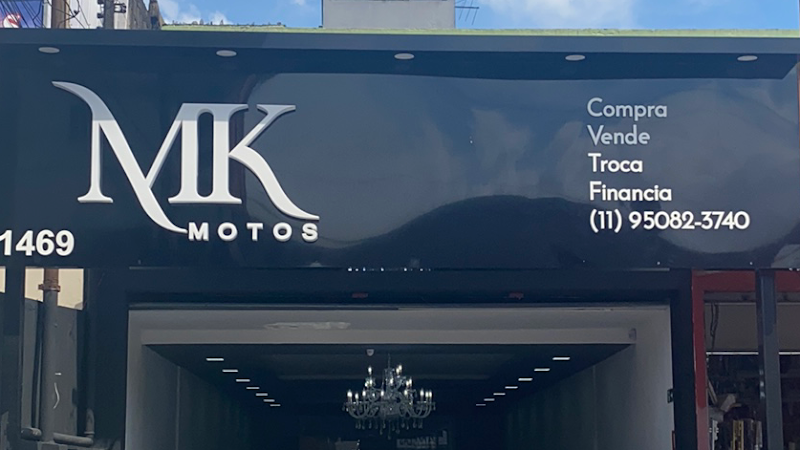 MK
MOTOS
1469
Compra
Vende
Troca
Financia
(11) 95082-3740